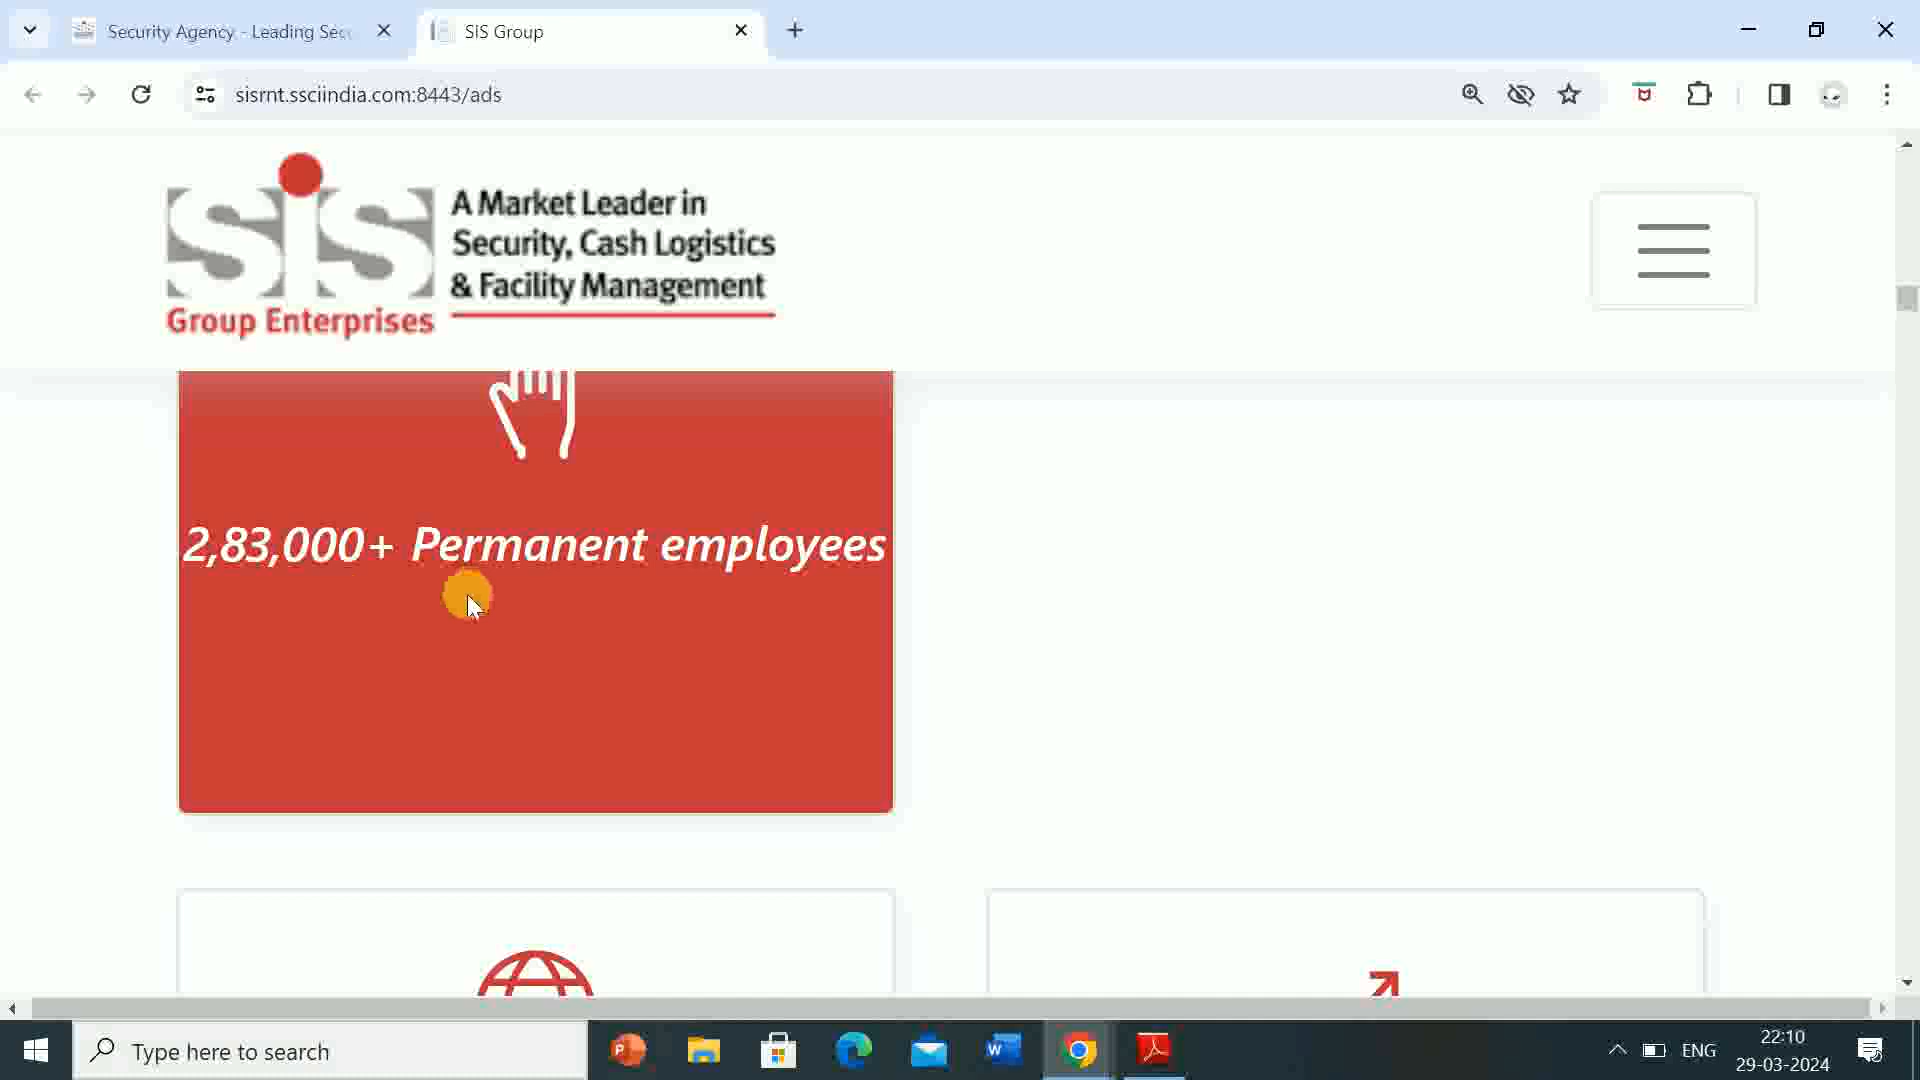 Security Agency - Leading Sec
SIS Group
sisrnt.ssciindia.com:8443/ads
sis
Group Enterprises
A Market Leader in
Security, Cash Logistics
& Facility Management
2,83,000+ Permanent employees
Type here to search
ENG
22:10
29-03-2024